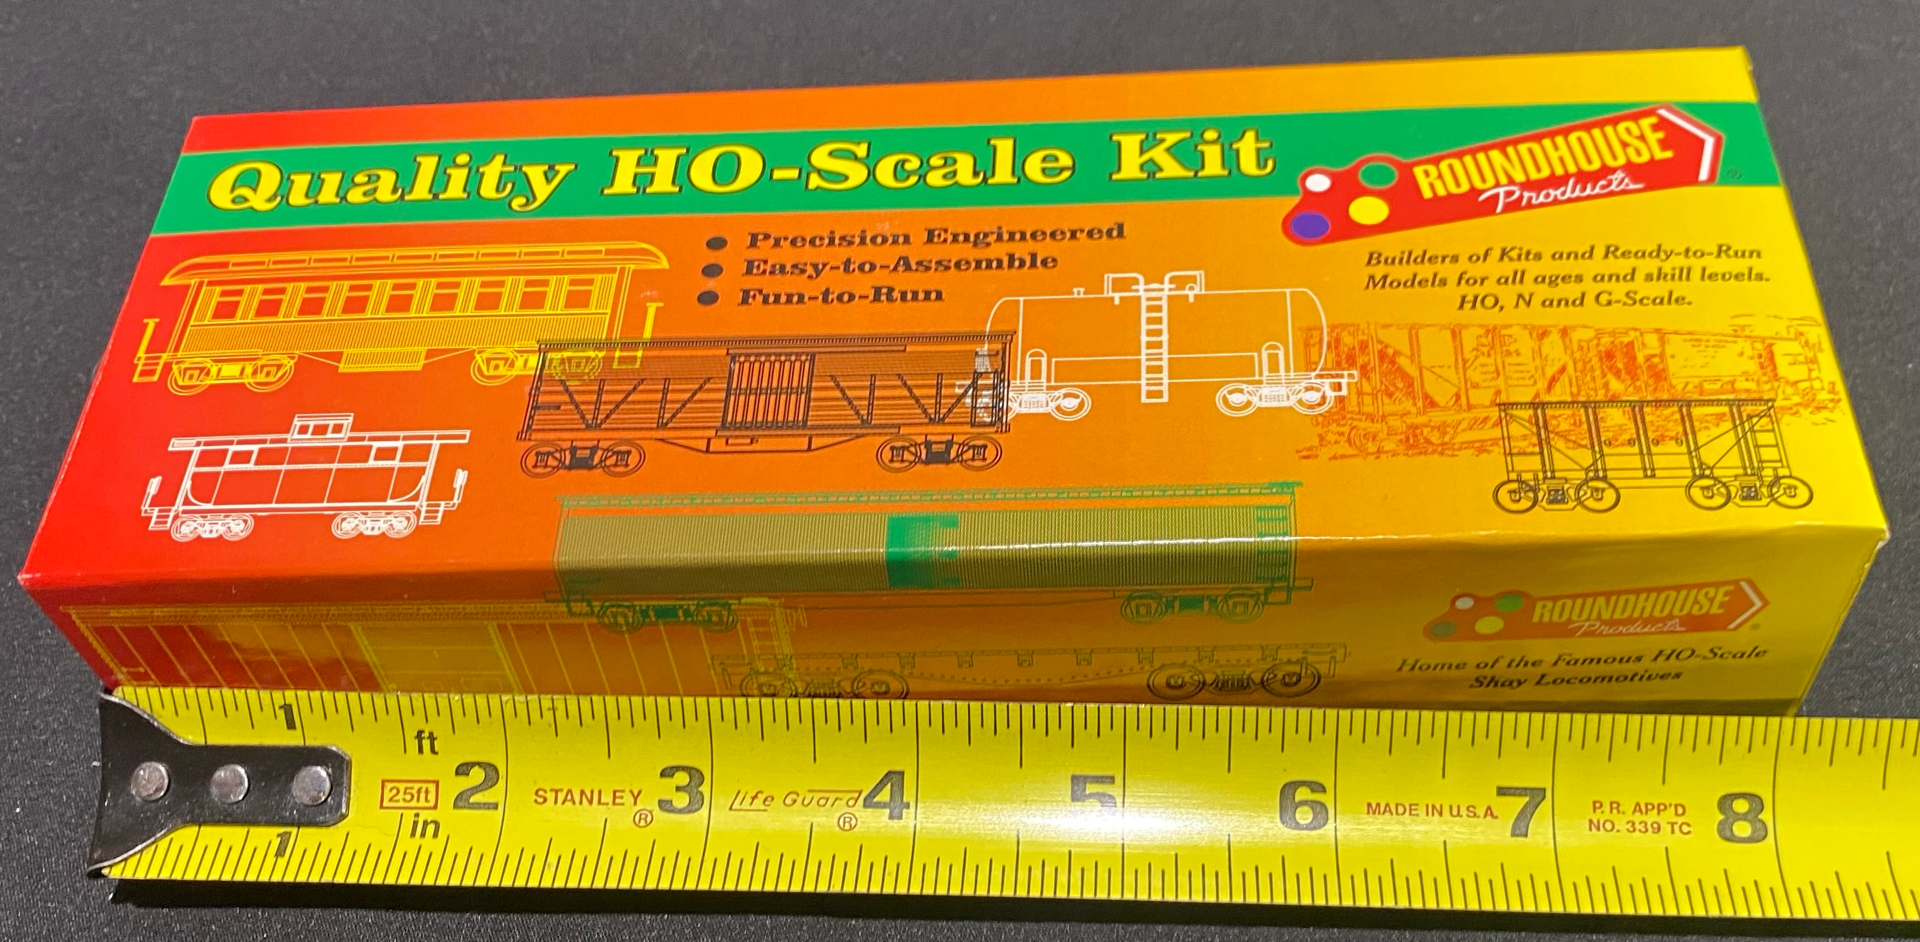 Quality HO-Scale Kit
ROUNDHOUSE
Products
®
• Precision Engineered
• Easy-to-Assemble
• Fun-to-Run
Builders of Kits and Ready-to-Run
Models for all ages and skill levels.
HO, N and G-Scale.
ROUNDHOUSE
Products
®
Home of the Famous HO-Scale
Shay Locomotives
1
ft
25ft
in
1
2
STANLEY
®
3
Life Guard
®
4
5
6
MADE IN U.S.A.
7
P.R. APP'D
NO. 339 TC
8